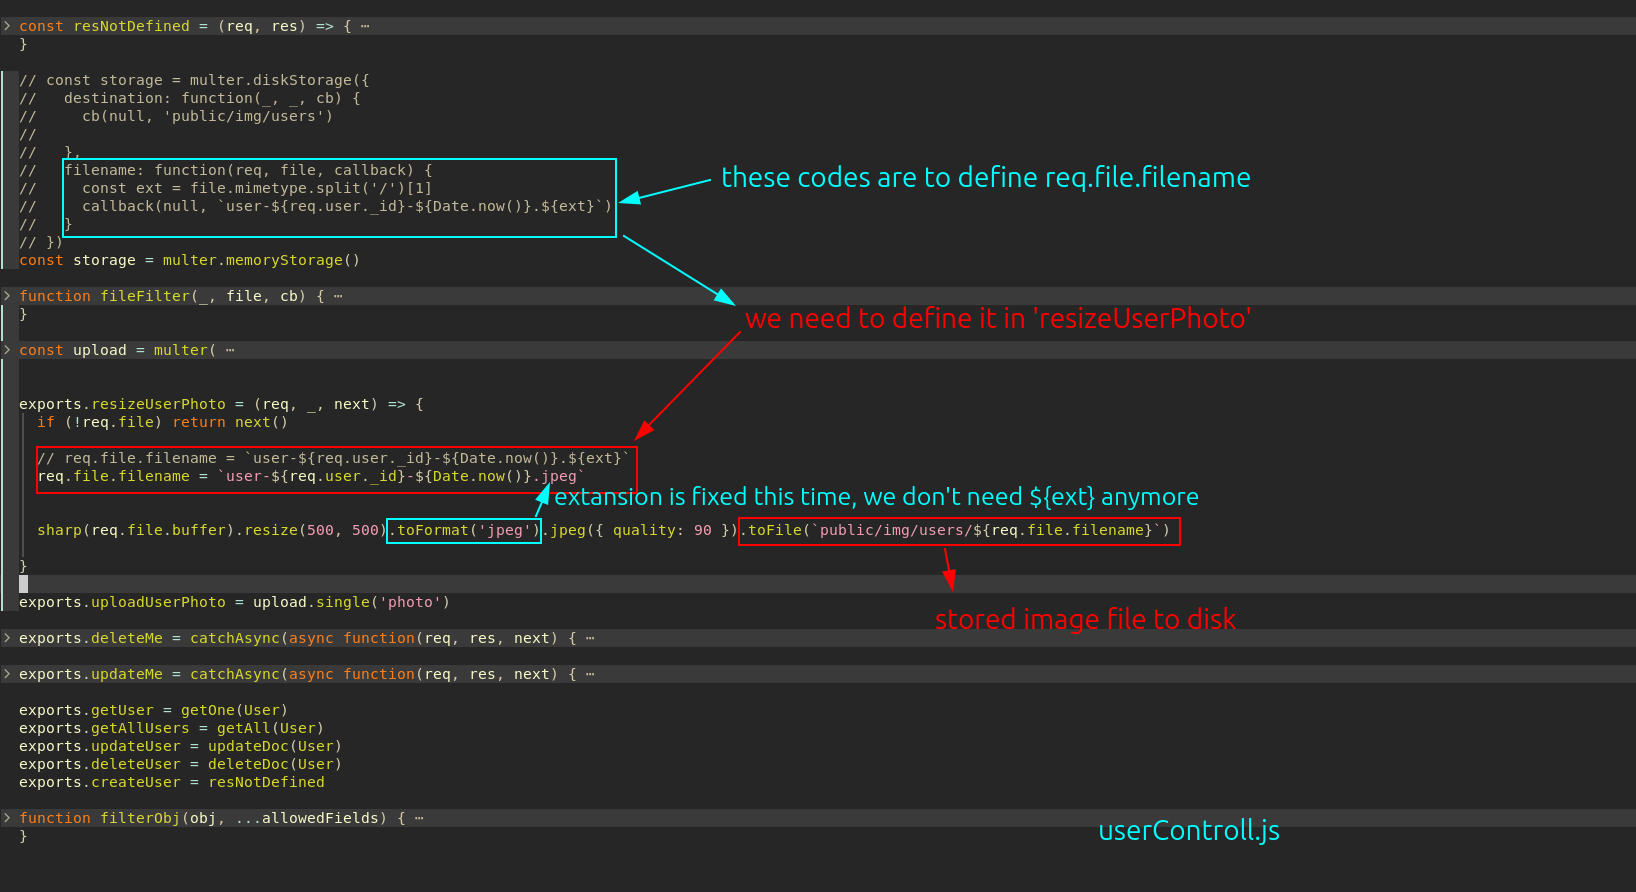 const resNotDefined = (req, res) => { ⋯
}
// const storage = multer.diskStorage({
//   destination: function(_, _, cb) {
//     cb(null, 'public/img/users')
//
//   },
//   filename: function(req, file, callback) {
//     const ext = file.mimetype.split('/')[1]
these codes are to define req.file.filename
//     callback(null, `user-${req.user._id}-${Date.now()}.${ext}`)
//   }
// })
const storage = multer.memoryStorage()
function fileFilter(_, file, cb) { ⋯
}
we need to define it in 'resizeUserPhoto'
const upload = multer( ⋯
exports.resizeUserPhoto = (req, _, next) => {
  if (!req.file) return next()
  // req.file.filename = `user-${req.user._id}-${Date.now()}.${ext}`
  req.file.filename = `user-${req.user._id}-${Date.now()}.jpeg`
extansion is fixed this time, we don't need ${ext} anymore
  sharp(req.file.buffer).resize(500, 500).toFormat('jpeg').jpeg({ quality: 90 }).toFile(`public/img/users/${req.file.filename}`)
}
exports.uploadUserPhoto = upload.single('photo')
stored image file to disk
exports.deleteMe = catchAsync(async function(req, res, next) { ⋯
exports.updateMe = catchAsync(async function(req, res, next) { ⋯
exports.getUser = getOne(User)
exports.getAllUsers = getAll(User)
exports.updateUser = updateDoc(User)
exports.deleteUser = deleteDoc(User)
exports.createUser = resNotDefined
function filterObj(obj, ...allowedFields) { ⋯
}
userControll.js